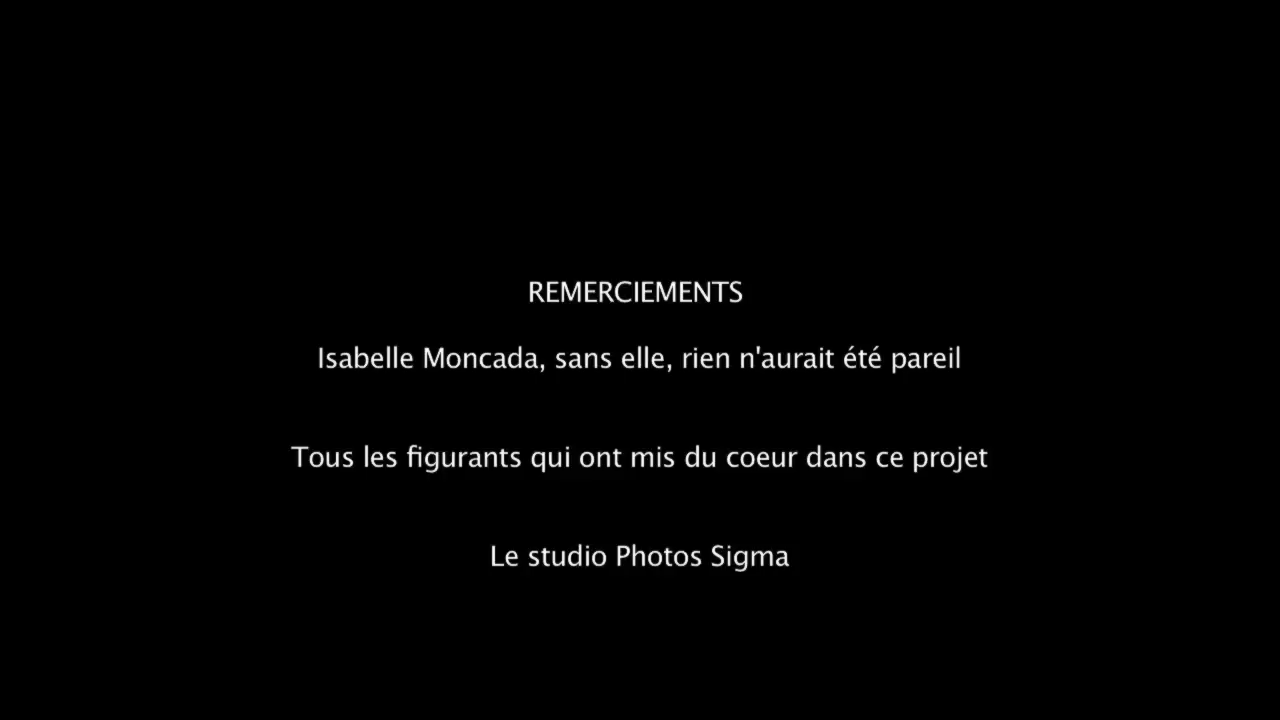 REMERCIEMENTS
Isabelle Moncada, sans elle, rien n'aurait été pareil
Tous les figurants qui ont mis du coeur dans ce projet
Le studio Photos Sigma